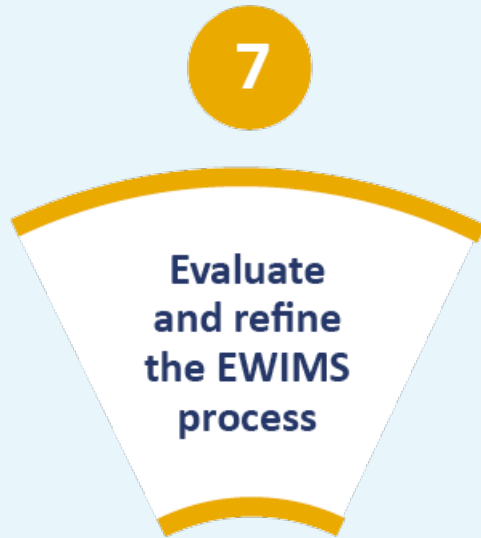 7
Evaluate
and refine
the EWIMS
process